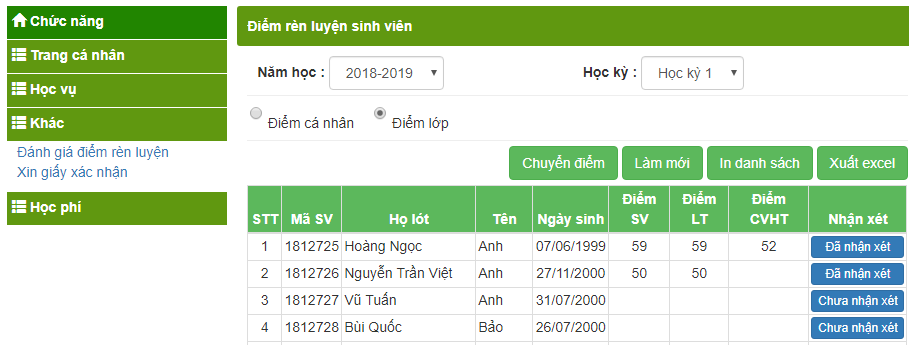 Chức năng
Trang cá nhân
Học vụ
Khác
Đánh giá điểm rèn luyện
Xin giấy xác nhận
Học phí
Điểm rèn luyện sinh viên
Năm học : 2018-2019 Học kỳ : Học kỳ 1
Điểm cá nhân Điểm lớp
Chuyển điểm Làm mới In danh sách Xuất excel
STT Mã SV Họ lót Tên Ngày sinh Điểm SV Điểm LT Điểm CVHT Nhận xét
1 1812725 Hoàng Ngọc Anh 07/06/1999 59 59 52 Đã nhận xét
2 1812726 Nguyễn Trần Việt Anh 27/11/2000 50 50 Đã nhận xét
3 1812727 Vũ Tuấn Anh 31/07/2000 Chưa nhận xét
4 1812728 Bùi Quốc Bảo 26/07/2000 Chưa nhận xét